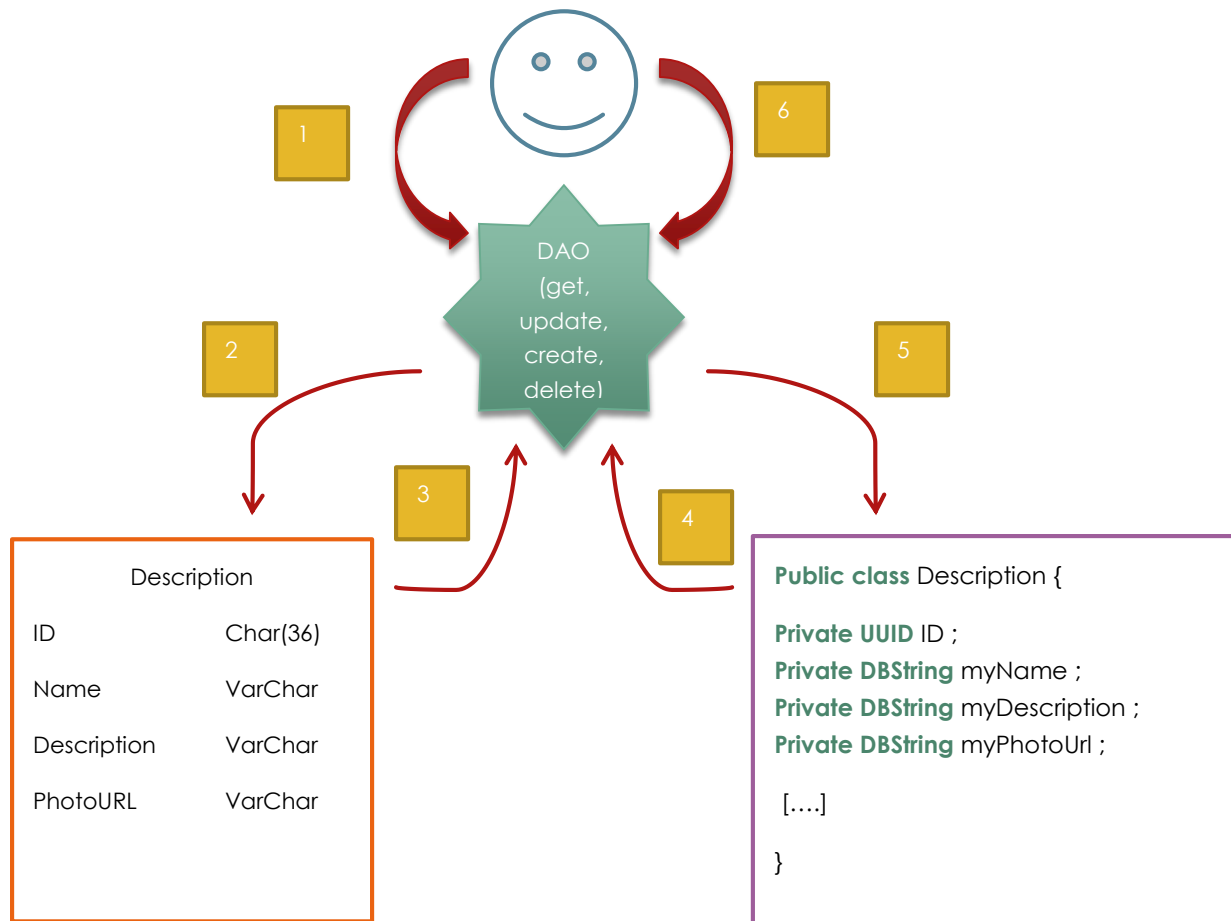 1
6
DAO
(get,
update,
create,
delete)
2
5
3
4
Description
ID Char(36)
Name VarChar
Description VarChar
PhotoURL VarChar
Public class Description {
Private UUID ID ;
Private DBString myName ;
Private DBString myDescription ;
Private DBString myPhotoUrl ;
[....]
}